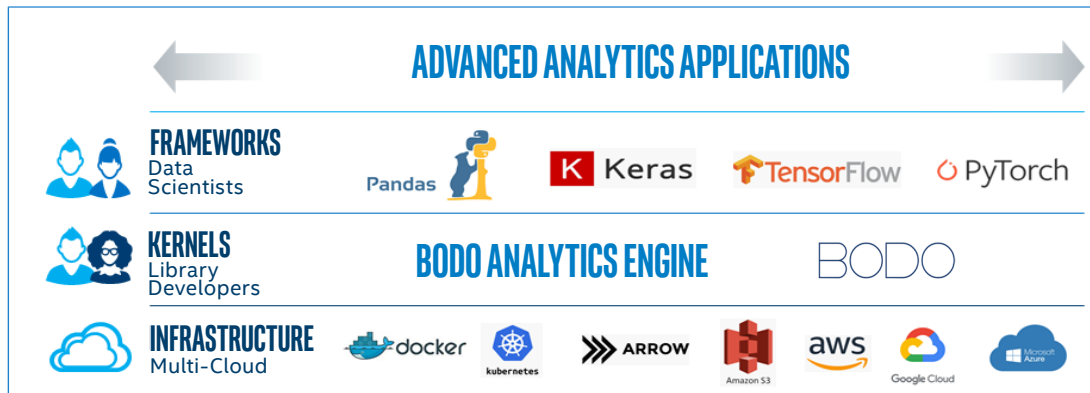 ADVANCED ANALYTICS APPLICATIONS
FRAMEWORKS
Data
Scientists
Pandas
K Keras
TensorFlow
PyTorch
KERNELS
Library
Developers
BODO ANALYTICS ENGINE
BODO
INFRASTRUCTURE
Multi-Cloud
docker
kubernetes
ARROW
Amazon S3
aws
Google Cloud
Microsoft
Azure